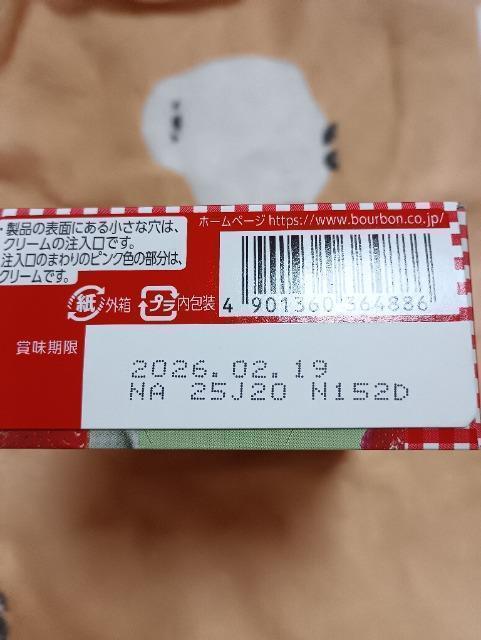 ・製品の表面にある小さな穴は、
クリームの注入口です。
注入口のまわりのピンク色の部分は、
クリームです。
ホームページ https://www.bourbon.co.jp/
4 901360 364886
紙 外箱 プラ 内包装
賞味期限
2026.02.19
NA 25J20 N152D